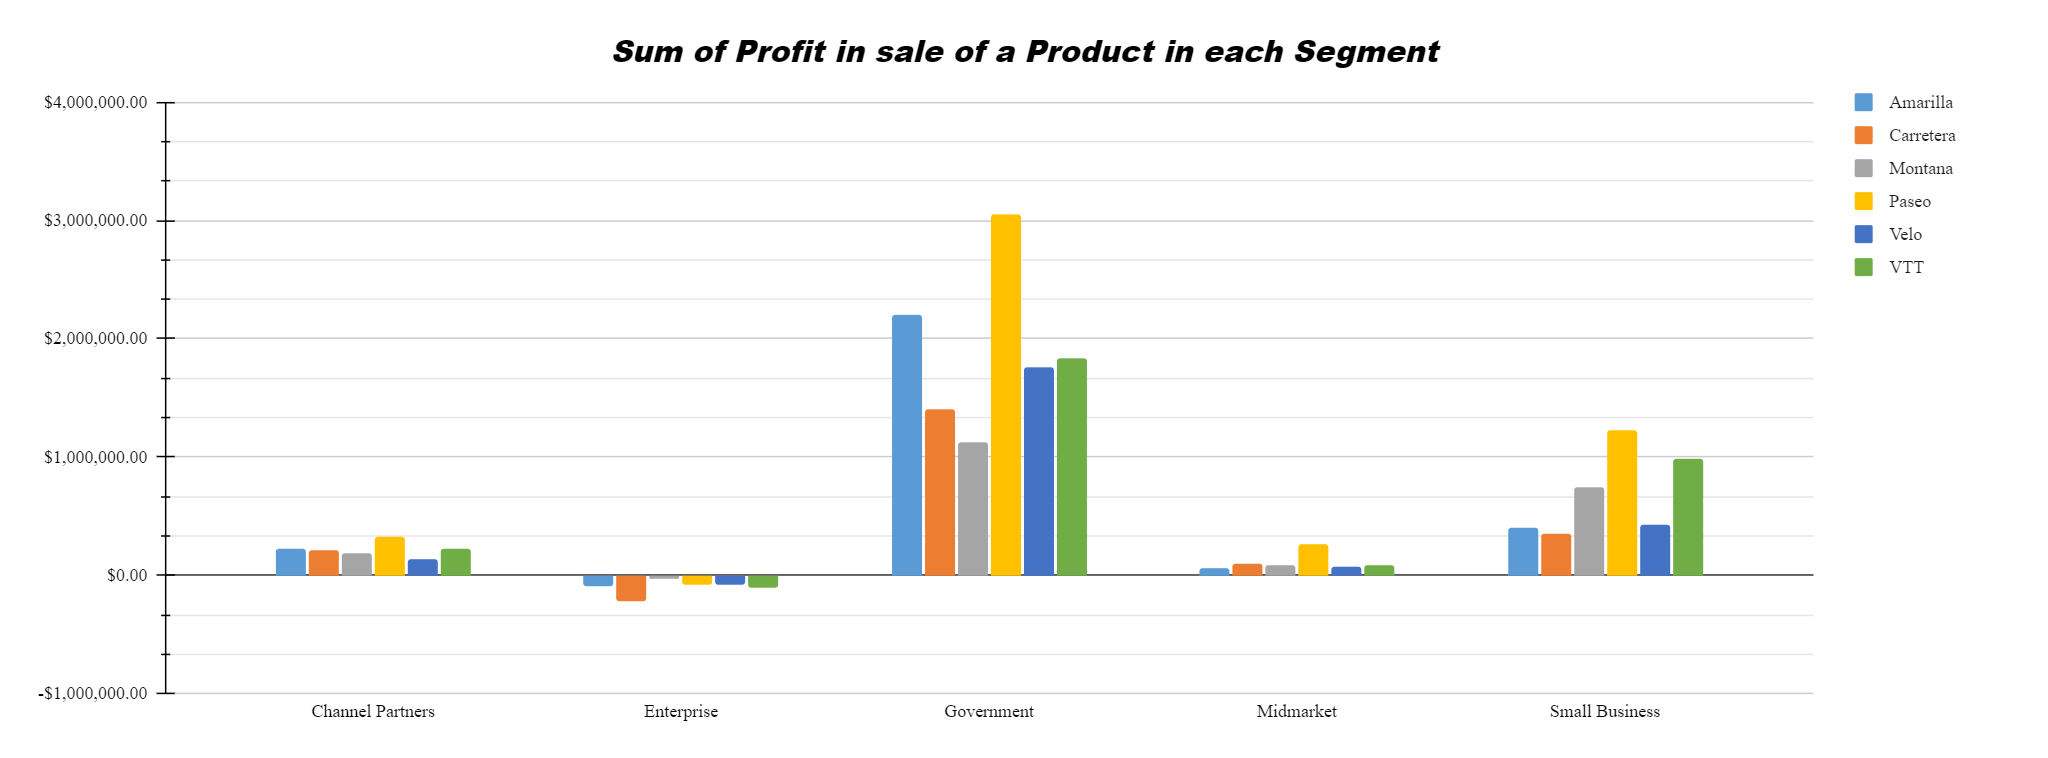 Sum of Profit in sale of a Product in each Segment
$4,000,000.00
$3,000,000.00
$2,000,000.00
$1,000,000.00
$0.00
-$1,000,000.00
Channel Partners
Enterprise
Government
Midmarket
Small Business
Amarilla
Carretera
Montana
Paseo
Velo
VTT